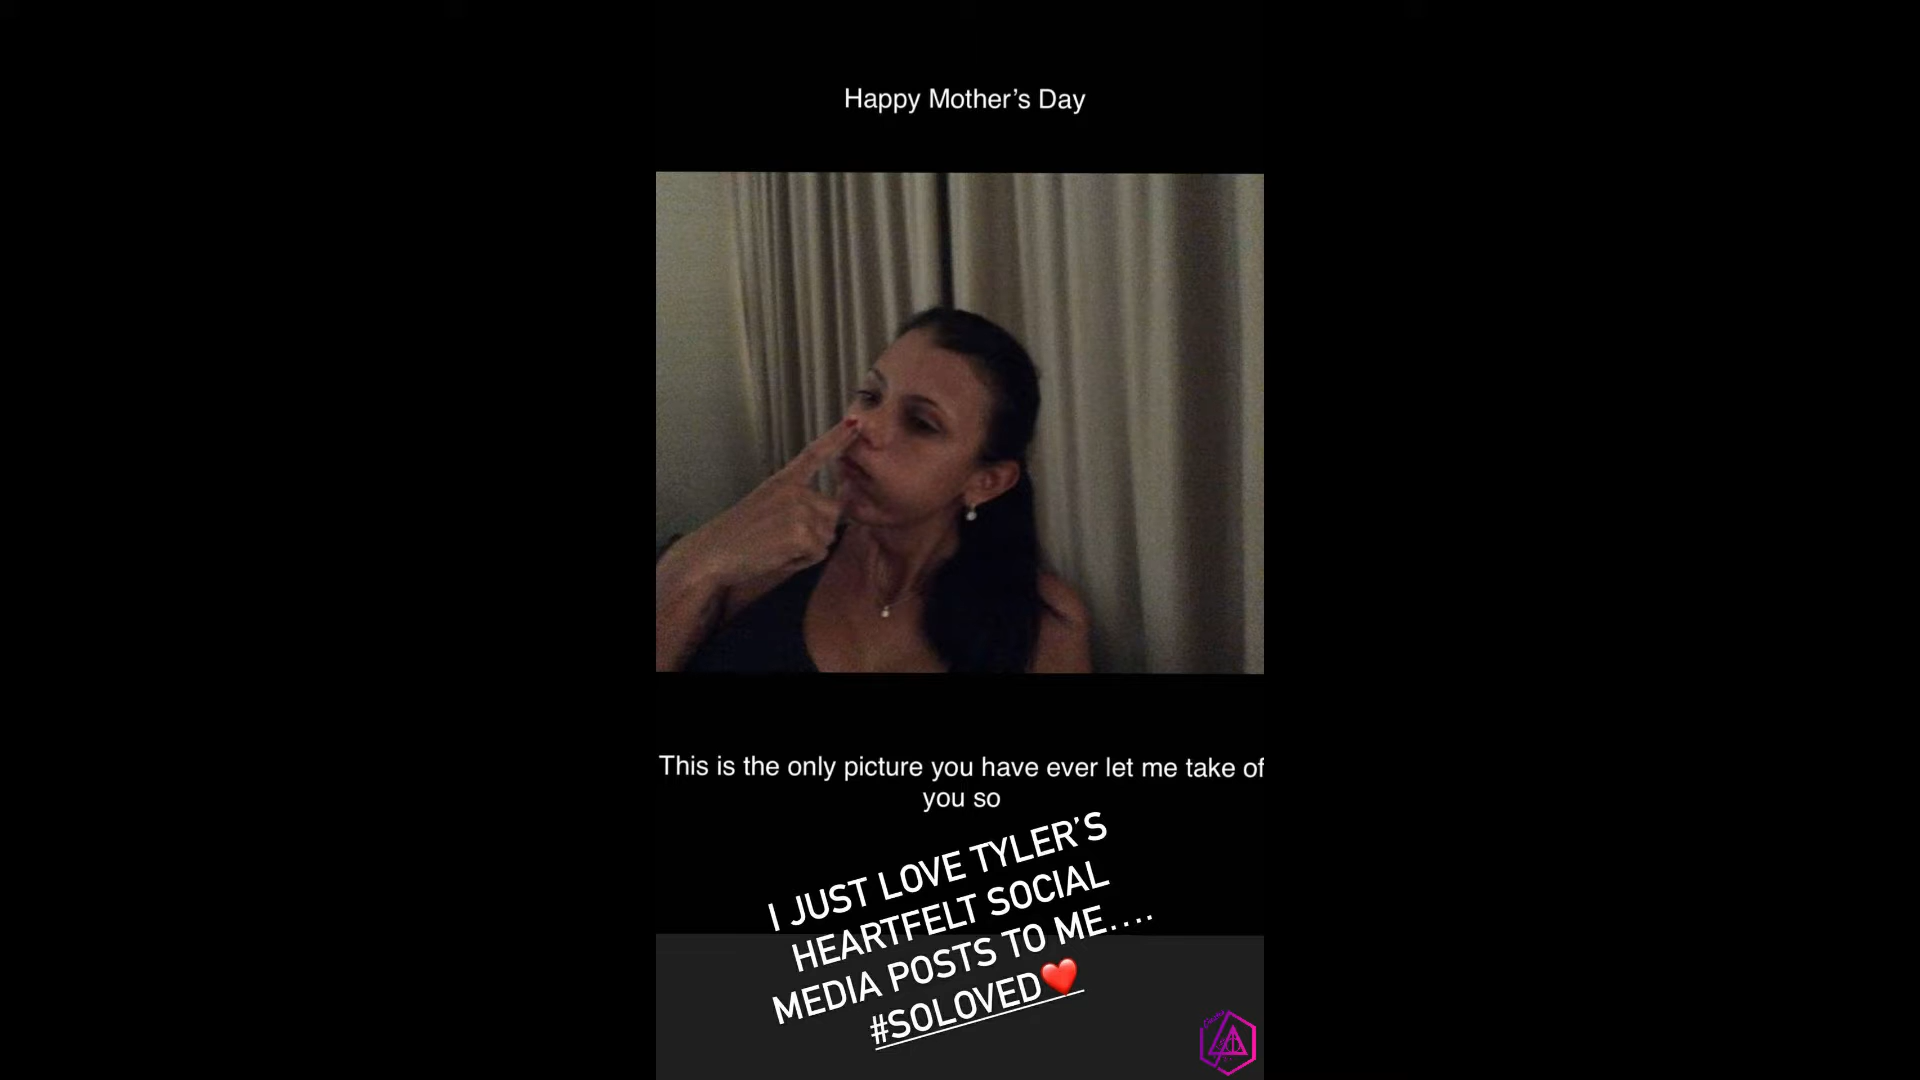 Happy Mother’s Day
This is the only picture you have ever let me take of
you so
I JUST LOVE TYLER’S
HEARTFELT SOCIAL
MEDIA POSTS TO ME....
#SOLOVED❤️